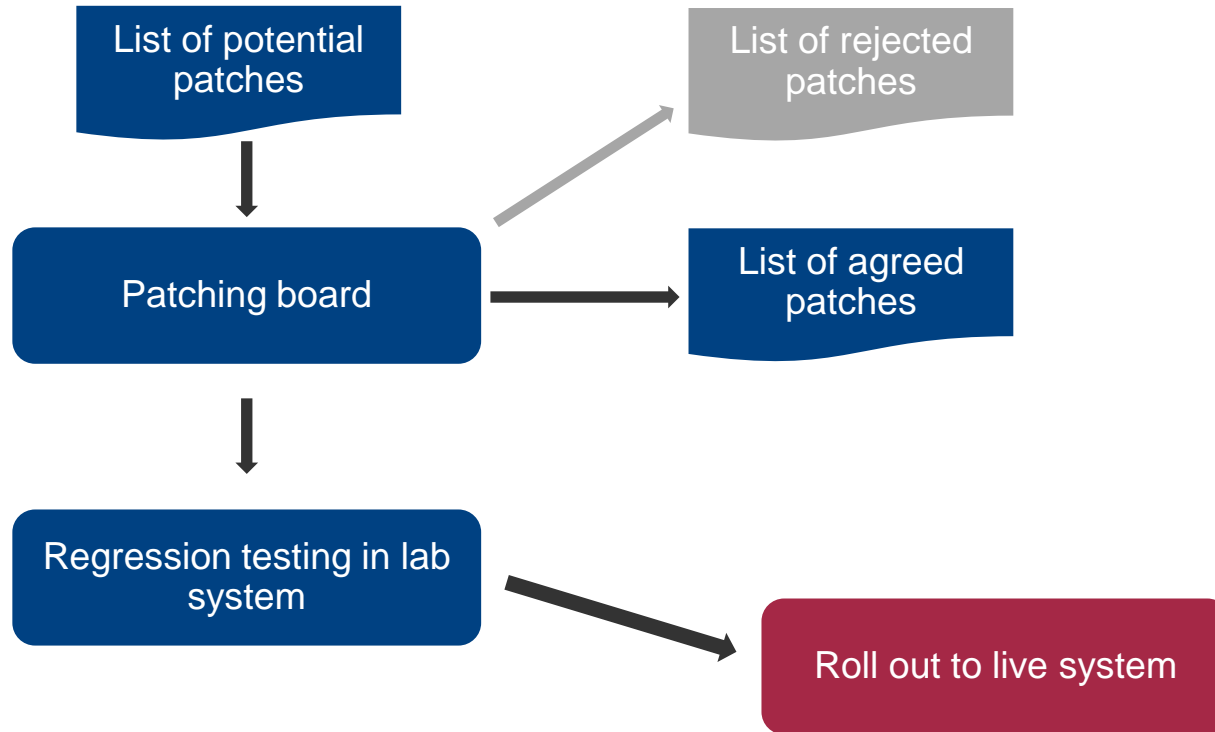 List of potential
patches
List of rejected
patches
Patching board
List of agreed
patches
Regression testing in lab
system
Roll out to live system